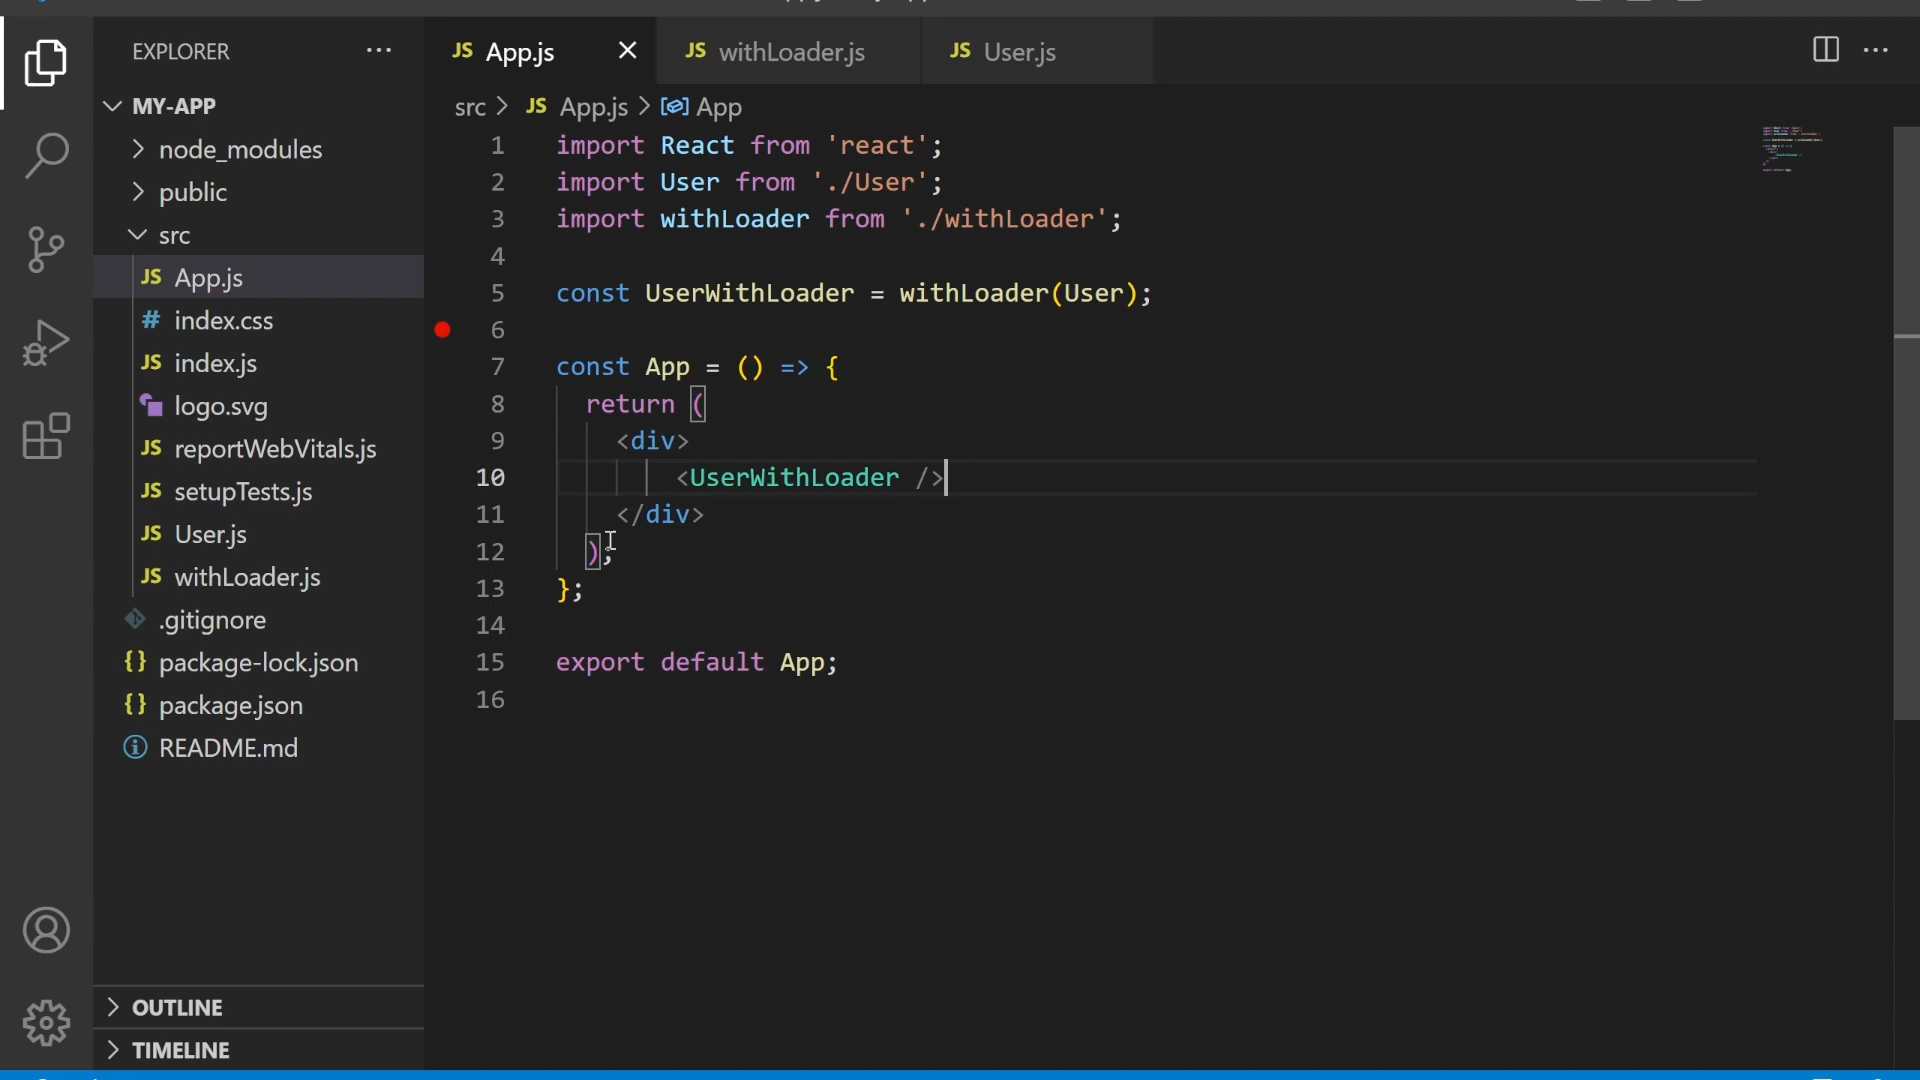 EXPLORER
MY-APP
node_modules
public
src
JS App.js
# index.css
JS index.js
logo.svg
JS reportWebVitals.js
JS setupTests.js
JS User.js
JS withLoader.js
.gitignore
{} package-lock.json
{} package.json
README.md
OUTLINE
TIMELINE
JS App.js
JS withLoader.js
JS User.js
src > JS App.js > App
1 import React from 'react';
2 import User from './User';
3 import withLoader from './withLoader';
4
5 const UserWithLoader = withLoader(User);
6
7 const App = () => {
8 return (
9 <div>
10 <UserWithLoader />
11 </div>
12 );
13 };
14
15 export default App;
16